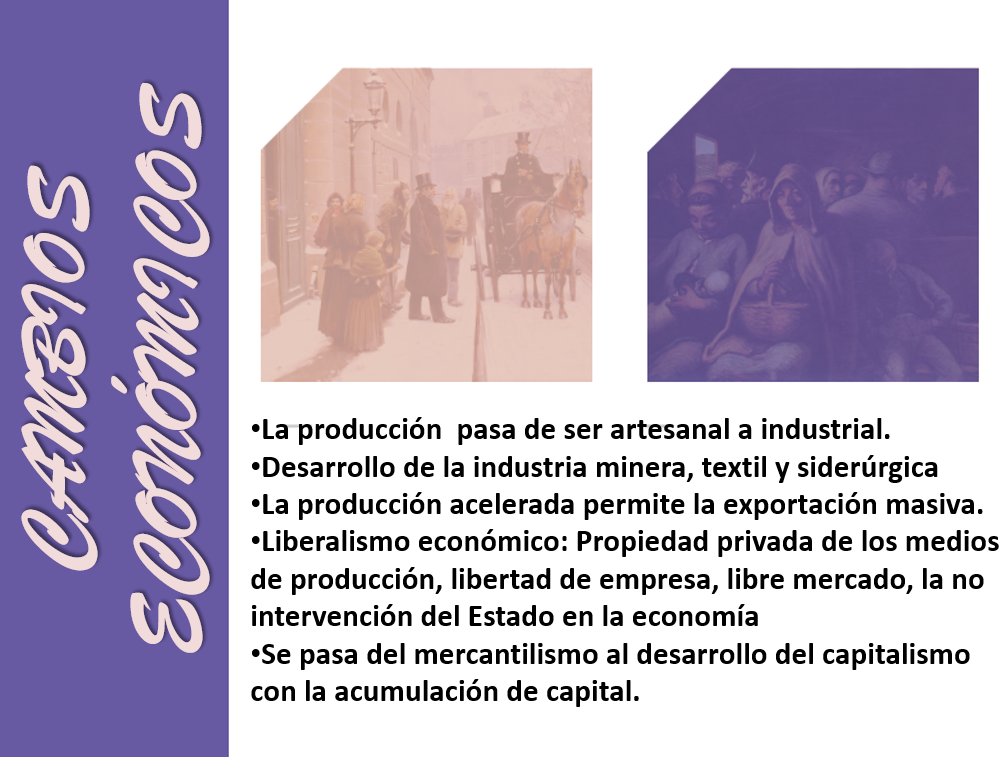 CAMBIOS
ECONÓMICOS
•La producción  pasa de ser artesanal a industrial.
•Desarrollo de la industria minera, textil y siderúrgica
•La producción acelerada permite la exportación masiva.
•Liberalismo económico: Propiedad privada de los medios
de producción, libertad de empresa, libre mercado, la no
intervención del Estado en la economía
•Se pasa del mercantilismo al desarrollo del capitalismo
con la acumulación de capital.